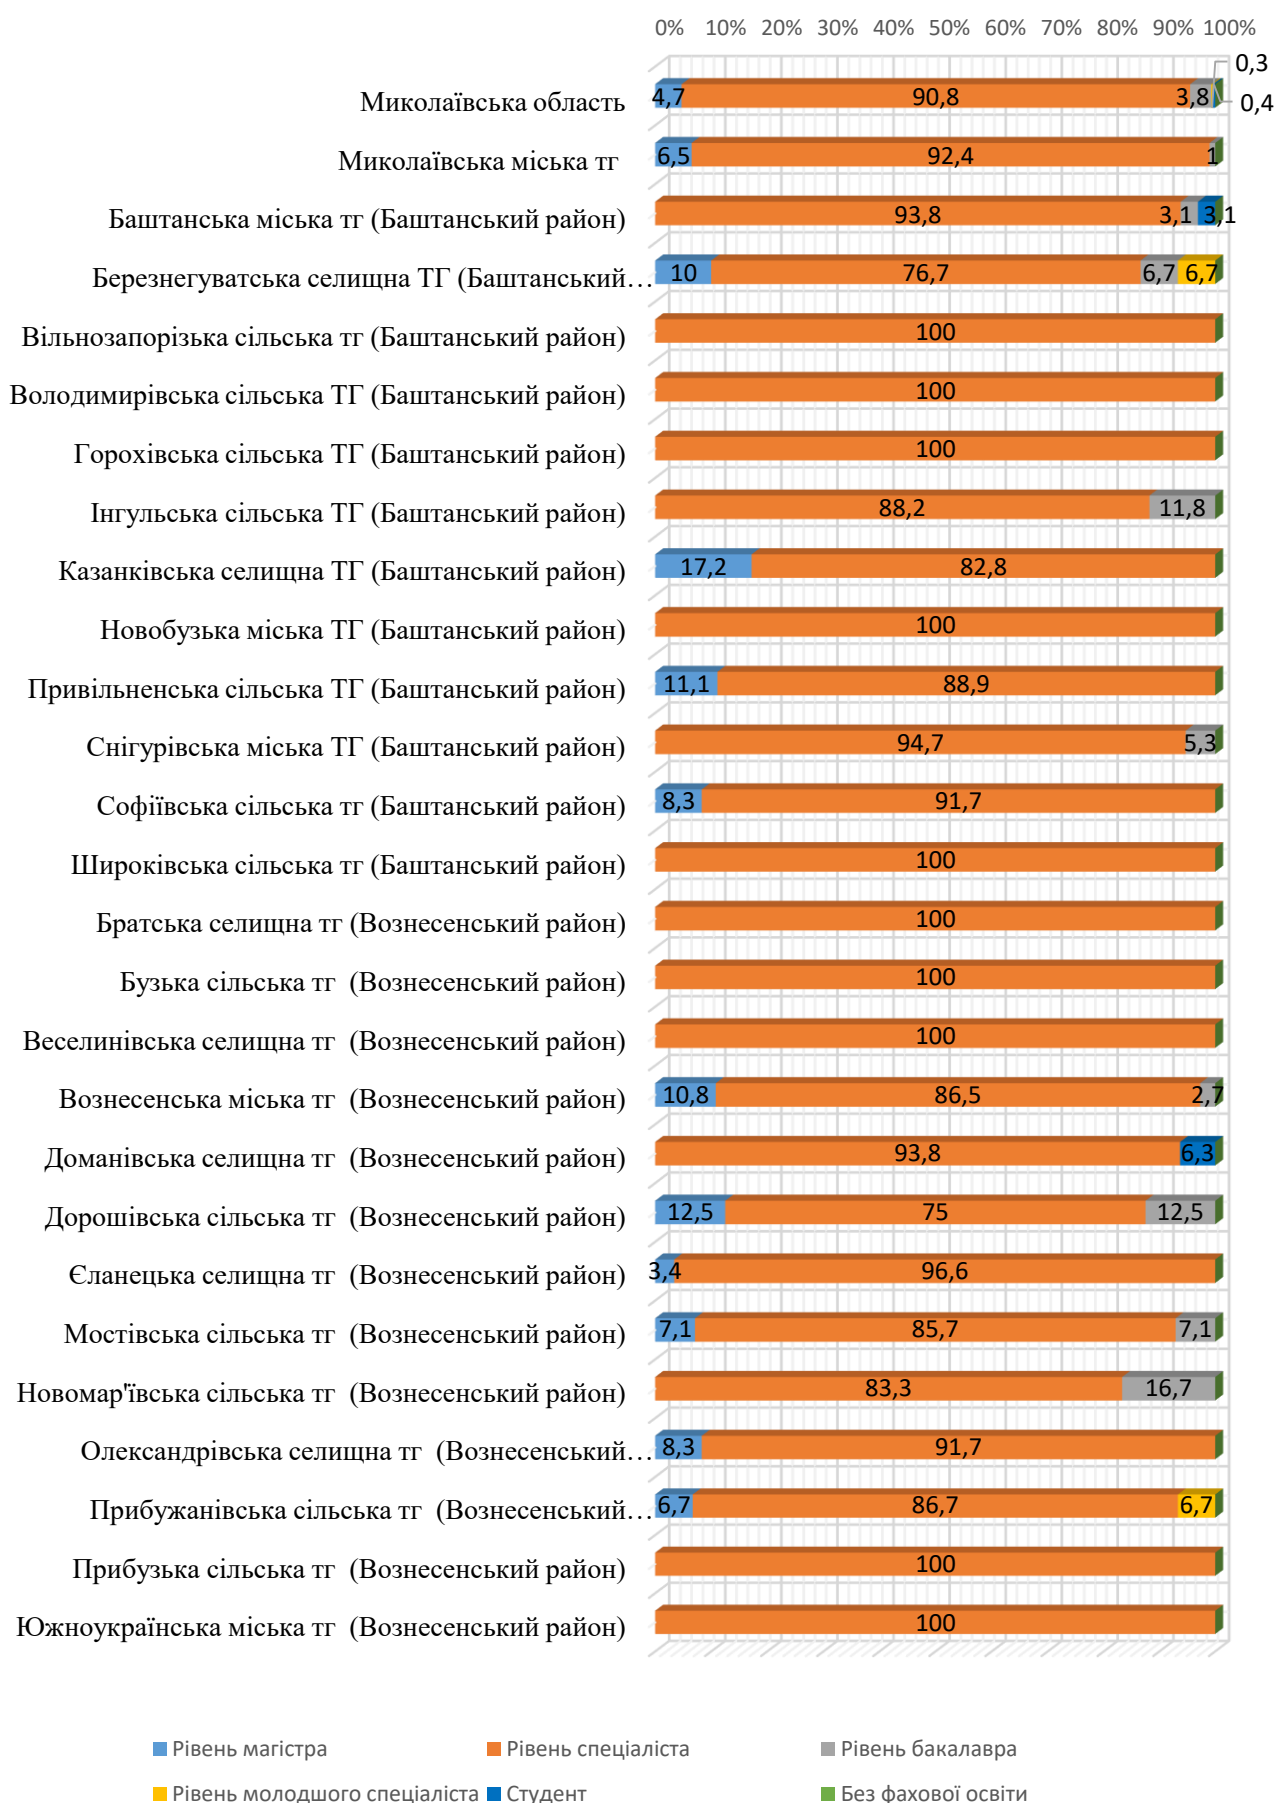 0% 10% 20% 30% 40% 50% 60% 70% 80% 90% 100%
0,3
Миколаївська область 4,7 90,8 3,8 0,4
Миколаївська міська тг 6,5 92,4 1
Баштанська міська тг (Баштанський район) 93,8 3,1 3,1
Березнегуватська селищна ТГ (Баштанський… 10 76,7 6,7 6,7
Вільнозапорізька сільська тг (Баштанський район) 100
Володимирівська сільська ТГ (Баштанський район) 100
Горохівська сільська ТГ (Баштанський район) 100
Інгульська сільська ТГ (Баштанський район) 88,2 11,8
Казанківська селищна ТГ (Баштанський район) 17,2 82,8
Новобузька міська ТГ (Баштанський район) 100
Привільненська сільська ТГ (Баштанський район) 11,1 88,9
Снігурівська міська ТГ (Баштанський район) 94,7 5,3
Софіївська сільська тг (Баштанський район) 8,3 91,7
Широківська сільська тг (Баштанський район) 100
Братська селищна тг (Вознесенський район) 100
Бузька сільська тг (Вознесенський район) 100
Веселинівська селищна тг (Вознесенський район) 100
Вознесенська міська тг (Вознесенський район) 10,8 86,5 2,7
Доманівська селищна тг (Вознесенський район) 93,8 6,3
Дорошівська сільська тг (Вознесенський район) 12,5 75 12,5
Єланецька селищна тг (Вознесенський район) 3,4 96,6
Мостівська сільська тг (Вознесенський район) 7,1 85,7 7,1
Новомар'ївська сільська тг (Вознесенський район) 83,3 16,7
Олександрівська селищна тг (Вознесенський… 8,3 91,7
Прибужанівська сільська тг (Вознесенський… 6,7 86,7 6,7
Прибузька сільська тг (Вознесенський район) 100
Южноукраїнська міська тг (Вознесенський район) 100
Рівень магістра Рівень спеціаліста Рівень бакалавра
Рівень молодшого спеціаліста Студент Без фахової освіти